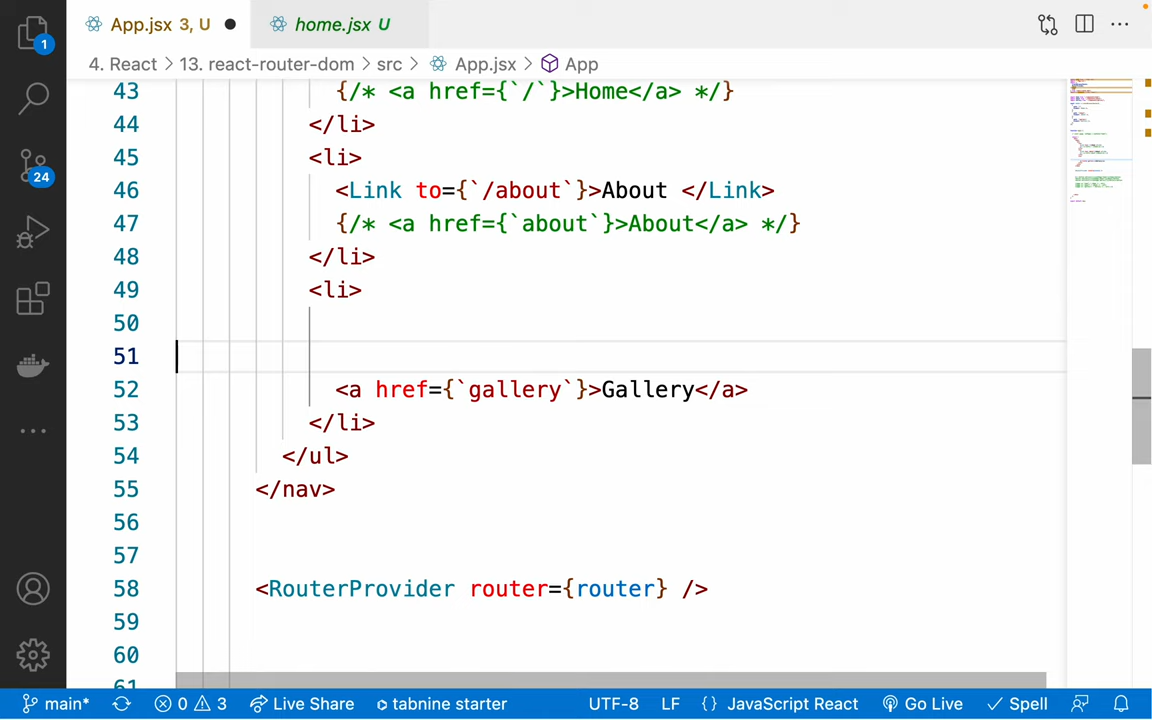 App.jsx 3, U ● home.jsx U
1
4. React > 13. react-router-dom > src > App.jsx > App
43 {/* <a href={`/`}>Home</a> */}
44 </li>
45 <li>
46 <Link to={`/about`}>About </Link>
47 {/* <a href={`about`}>About</a> */}
48 </li>
49 <li>
50
51
52 <a href={`gallery`}>Gallery</a>
53 </li>
54 </ul>
55 </nav>
56
57
58 <RouterProvider router={router} />
59
60
61
24
main* 0 3 Live Share tabnine starter UTF-8 LF {} JavaScript React Go Live Spell